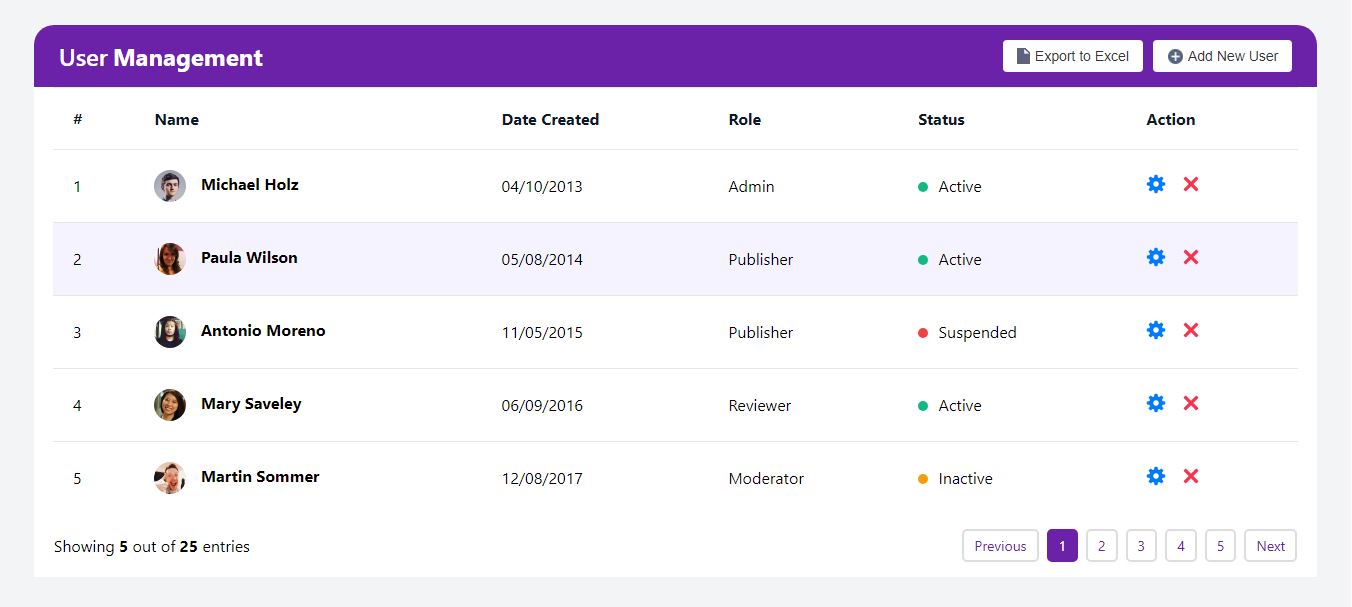 User Management Export to Excel Add New User
# Name Date Created Role Status Action
1 Michael Holz 04/10/2013 Admin Active
2 Paula Wilson 05/08/2014 Publisher Active
3 Antonio Moreno 11/05/2015 Publisher Suspended
4 Mary Saveley 06/09/2016 Reviewer Active
5 Martin Sommer 12/08/2017 Moderator Inactive
Showing 5 out of 25 entries Previous 1 2 3 4 5 Next